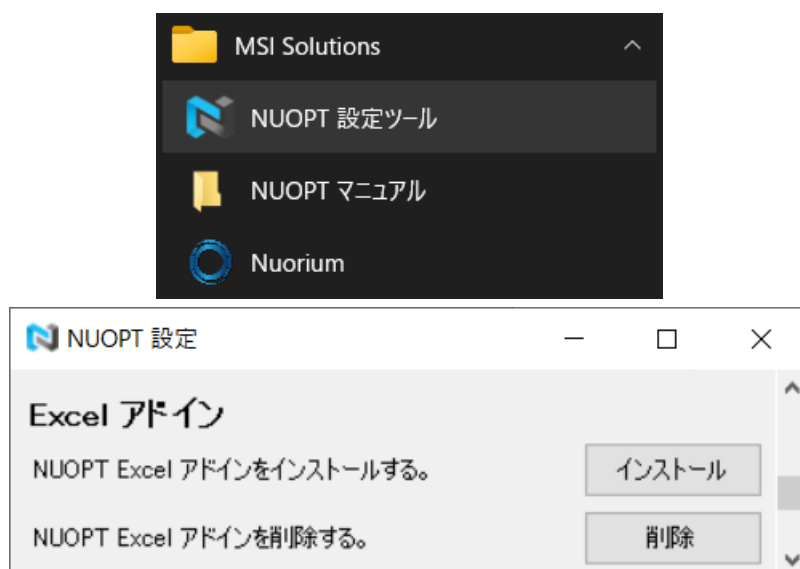 MSI Solutions
NUOPT 設定ツール
NUOPT マニュアル
Nuorium
NUOPT 設定
Excel アドイン
NUOPT Excel アドインをインストールする。 インストール
NUOPT Excel アドインを削除する。 削除